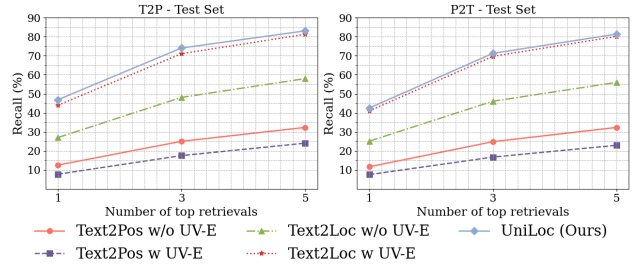 T2P - Test Set
90
80
70
60
50
40
30
20
10
Recall (%)
1 3 5
Number of top retrievals
P2T - Test Set
90
80
70
60
50
40
30
20
10
Recall (%)
1 3 5
Number of top retrievals
Text2Pos w/o UV-E
Text2Pos w UV-E
Text2Loc w/o UV-E
Text2Loc w UV-E
UniLoc (Ours)